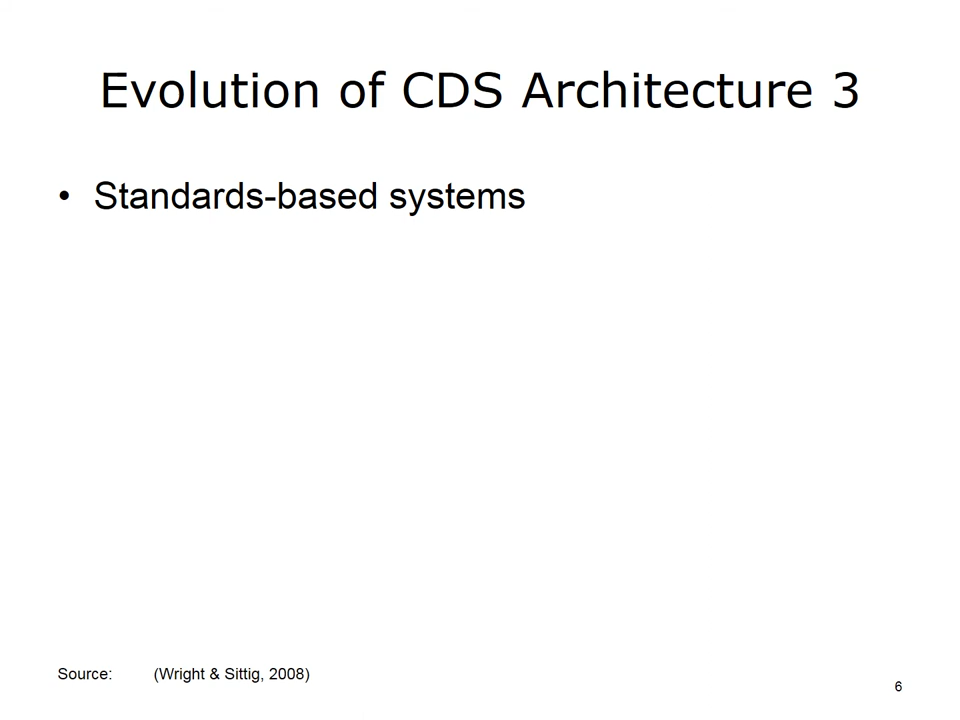 Evolution of CDS Architecture 3
• Standards-based systems
Source: (Wright & Sittig, 2008)
6